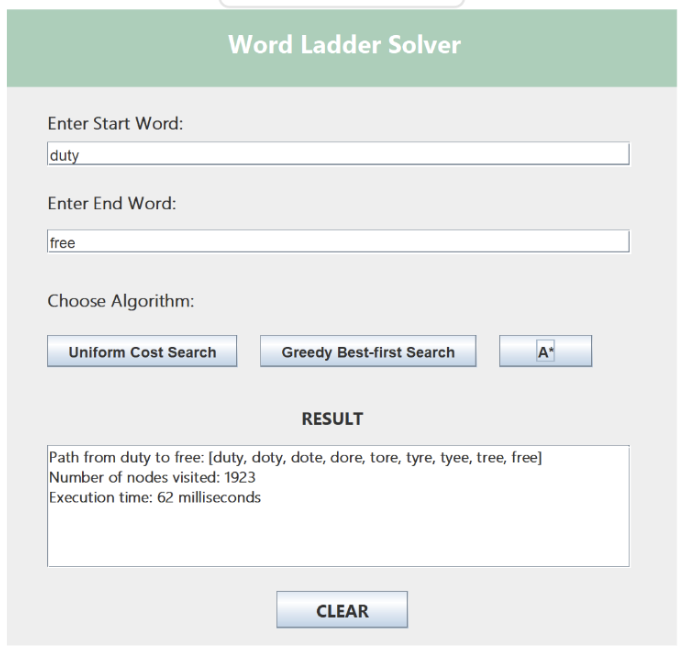 Word Ladder Solver
Enter Start Word:
duty
Enter End Word:
free
Choose Algorithm:
Uniform Cost Search Greedy Best-first Search A*
RESULT
Path from duty to free: [duty, doty, dote, dore, tore, tyre, tyee, tree, free]
Number of nodes visited: 1923
Execution time: 62 milliseconds
CLEAR